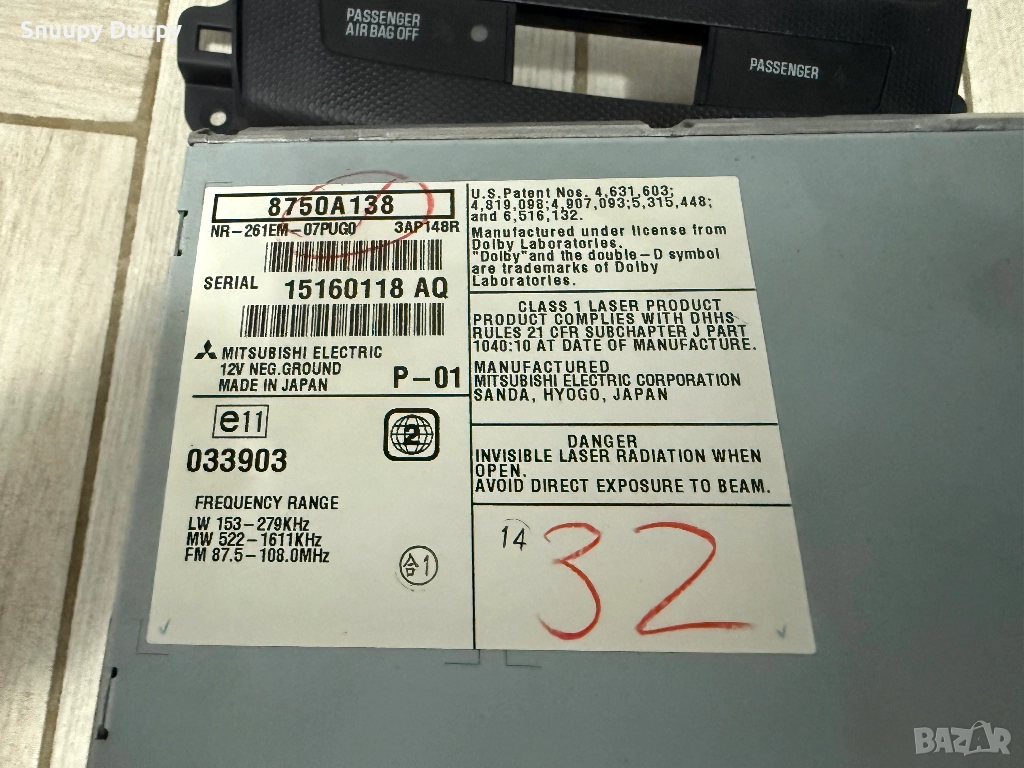 Snuupy Duupy
PASSENGER
AIR BAG OFF
PASSENGER
8750A138
NR-261EM-07PUG0 3AP148R
SERIAL 15160118 AQ
MITSUBISHI ELECTRIC
12V NEG.GROUND
MADE IN JAPAN P-01
e11
2
033903
FREQUENCY RANGE
LW 153-279KHz
MW 522-1611KHz
FM 87.5-108.0MHz
合1
U.S.Patent Nos. 4,631,603;
4,819,098;4,907,093;5,315,448;
and 6,516,132.
Manufactured under license from
Dolby Laboratories.
"Dolby"and the double-D symbol
are trademarks of Dolby
Laboratories.
CLASS 1 LASER PRODUCT
PRODUCT COMPLIES WITH DHHS
RULES 21 CFR SUBCHAPTER J PART
1040:10 AT DATE OF MANUFACTURE.
MANUFACTURED
MITSUBISHI ELECTRIC CORPORATION
SANDA, HYOGO, JAPAN
DANGER
INVISIBLE LASER RADIATION WHEN
OPEN.
AVOID DIRECT EXPOSURE TO BEAM.
14
32
BAZAR